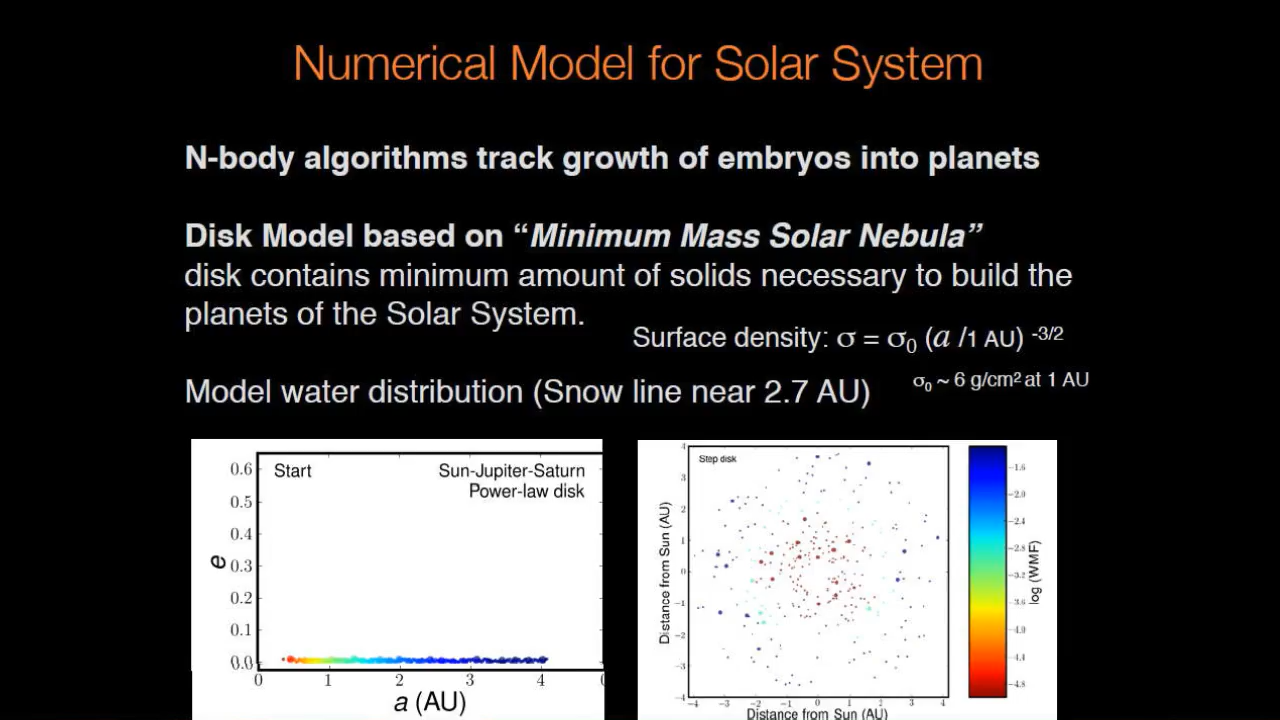 Numerical Model for Solar System
N-body algorithms track growth of embryos into planets
Disk Model based on “Minimum Mass Solar Nebula”
disk contains minimum amount of solids necessary to build the
planets of the Solar System.
Surface density: σ = σ₀ (a /1 AU) ⁻³/²
Model water distribution (Snow line near 2.7 AU)
σ₀ ~ 6 g/cm² at 1 AU
Start
Sun-Jupiter-Saturn
Power-law disk
0.6
0.5
0.4
0.3
0.2
0.1
0.0
e
0 1 2 3 4
a (AU)
Step disk
4
3
2
1
0
−1
−2
−3
−4
Distance from Sun (AU)
−4 −3 −2 −1 0 1 2 3 4
Distance from Sun (AU)
−1.6
−2.0
−2.4
−2.8
−3.2
−3.6
−4.4
−4.8
log (WMF)